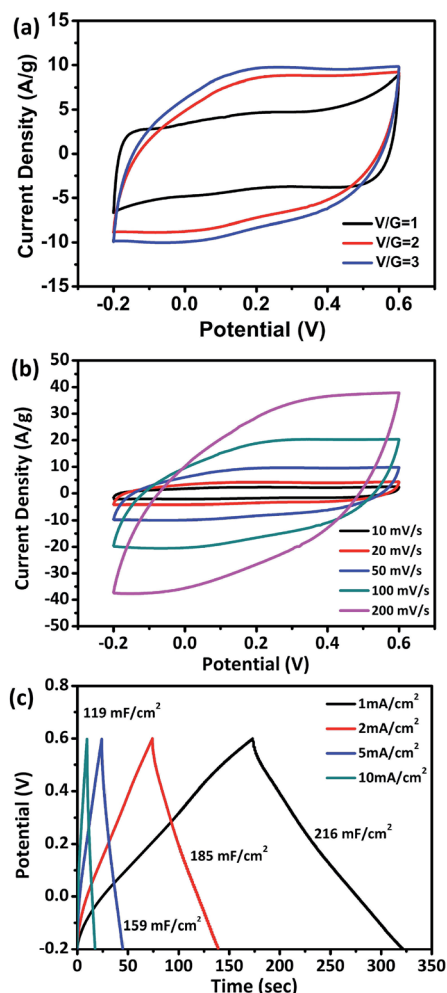 (a)
Current Density (A/g)
15
10
5
0
-5
-10
-15
V/G=1
V/G=2
V/G=3
-0.2 0.0 0.2 0.4 0.6
Potential (V)
(b)
Current Density (A/g)
50
40
30
20
10
0
-10
-20
-30
-40
-50
10 mV/s
20 mV/s
50 mV/s
100 mV/s
200 mV/s
-0.2 0.0 0.2 0.4 0.6
Potential (V)
(c)
Potential (V)
0.8
0.6
0.4
0.2
0.0
-0.2
119 mF/cm²
1mA/cm²
2mA/cm²
5mA/cm²
10mA/cm²
216 mF/cm²
185 mF/cm²
159 mF/cm²
0 50 100 150 200 250 300 350
Time (sec)